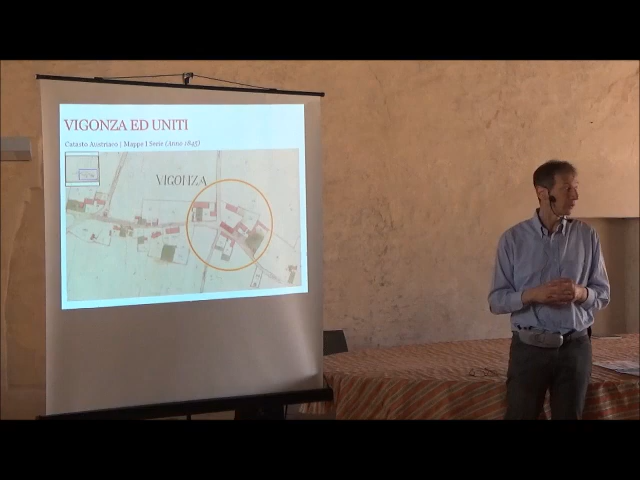 VIGONZA ED UNITI
Catasto Austriaco | Mappe I Serie (Anno 1845)
VIGONZA